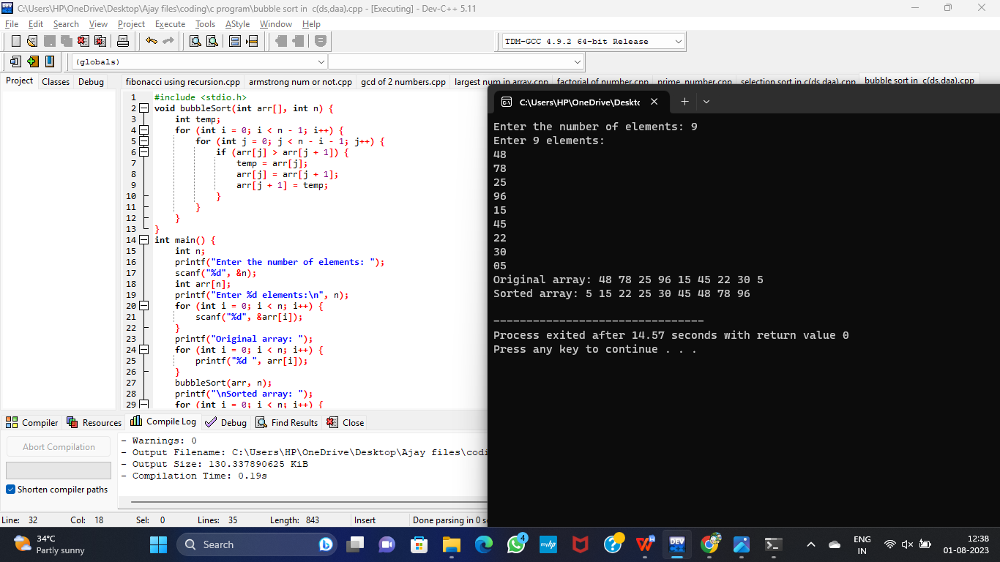 C:\Users\HP\OneDrive\Desktop\Ajay files\coding\c program\bubble sort in  c(ds,daa).cpp - [Executing] - Dev-C++ 5.11
File Edit Search View Project Execute Tools AStyle Window Help
TDM-GCC 4.9.2 64-bit Release
(globals)
Project Classes Debug
fibonacci using recursion.cpp armstrong num or not.cpp gcd of 2 numbers.cpp largest num in array.cpp factorial of number.cpp prime number.cpp selection sort in c(ds,daa).cpp bubble sort in  c(ds,daa).cpp
1 #include <stdio.h>
2 void bubbleSort(int arr[], int n) {
3 int temp;
4 for (int i = 0; i < n - 1; i++) {
5 for (int j = 0; j < n - i - 1; j++) {
6 if (arr[j] > arr[j + 1]) {
7 temp = arr[j];
8 arr[j] = arr[j + 1];
9 arr[j + 1] = temp;
10 }
11 }
12 }
13 }
14 int main() {
15 int n;
16 printf("Enter the number of elements: ");
17 scanf("%d", &n);
18 int arr[n];
19 printf("Enter %d elements:\n", n);
20 for (int i = 0; i < n; i++) {
21 scanf("%d", &arr[i]);
22 }
23 printf("Original array: ");
24 for (int i = 0; i < n; i++) {
25 printf("%d ", arr[i]);
26 }
27 bubbleSort(arr, n);
28 printf("\nSorted array: ");
29 for (int i = 0; i < n; i++) {
C:\Users\HP\OneDrive\Deskt
Enter the number of elements: 9
Enter 9 elements:
48
78
25
96
15
45
22
30
05
Original array: 48 78 25 96 15 45 22 30 5
Sorted array: 5 15 22 25 30 45 48 78 96
--------------------------------
Process exited after 14.57 seconds with return value 0
Press any key to continue . . .
Compiler Resources Compile Log Debug Find Results Close
Abort Compilation
Shorten compiler paths
- Warnings: 0
- Output Filename: C:\Users\HP\OneDrive\Desktop\Ajay files\codi
- Output Size: 130.337890625 KiB
- Compilation Time: 0.19s
Line: 32 Col: 18 Sel: 0 Lines: 35 Length: 843 Insert Done parsing in 0
34°C
Partly sunny
Search
4
DEV
ENG
IN
12:38
01-08-2023